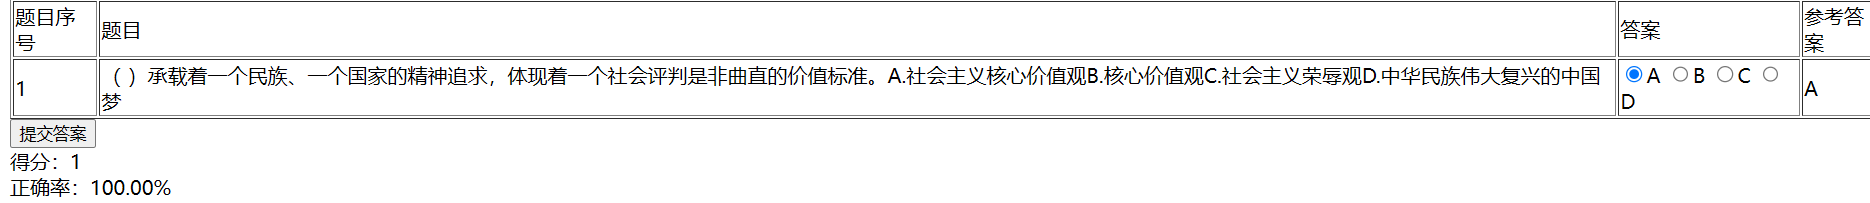 题目序号 题目 答案 参考答案
1 （ ）承载着一个民族、一个国家的精神追求，体现着一个社会评判是非曲直的价值标准。A.社会主义核心价值观B.核心价值观C.社会主义荣辱观D.中华民族伟大复兴的中国梦 A B C D A
提交答案
得分：1
正确率：100.00%